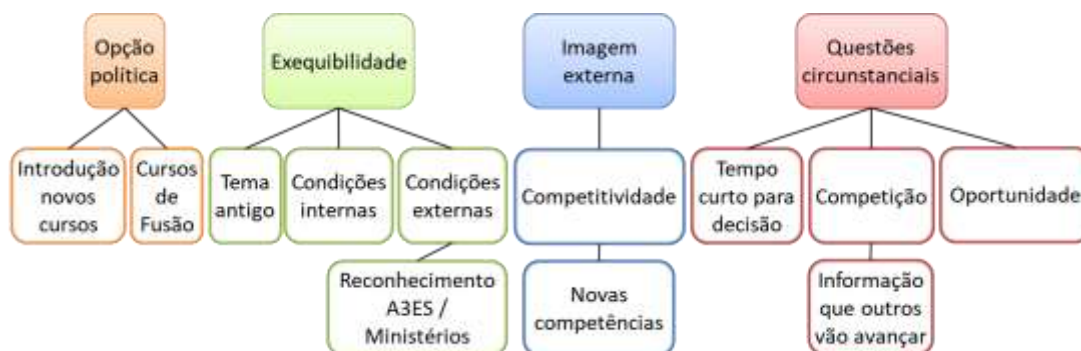 Opção
política
Exequibilidade
Imagem
externa
Questões
circunstanciais
Introdução
novos
cursos
Cursos
de
Fusão
Tema
antigo
Condições
internas
Condições
externas
Competitividade
Tempo
curto para
decisão
Competição
Oportunidade
Reconhecimento
A3ES /
Ministérios
Novas
competências
Informação
que outros
vão avançar